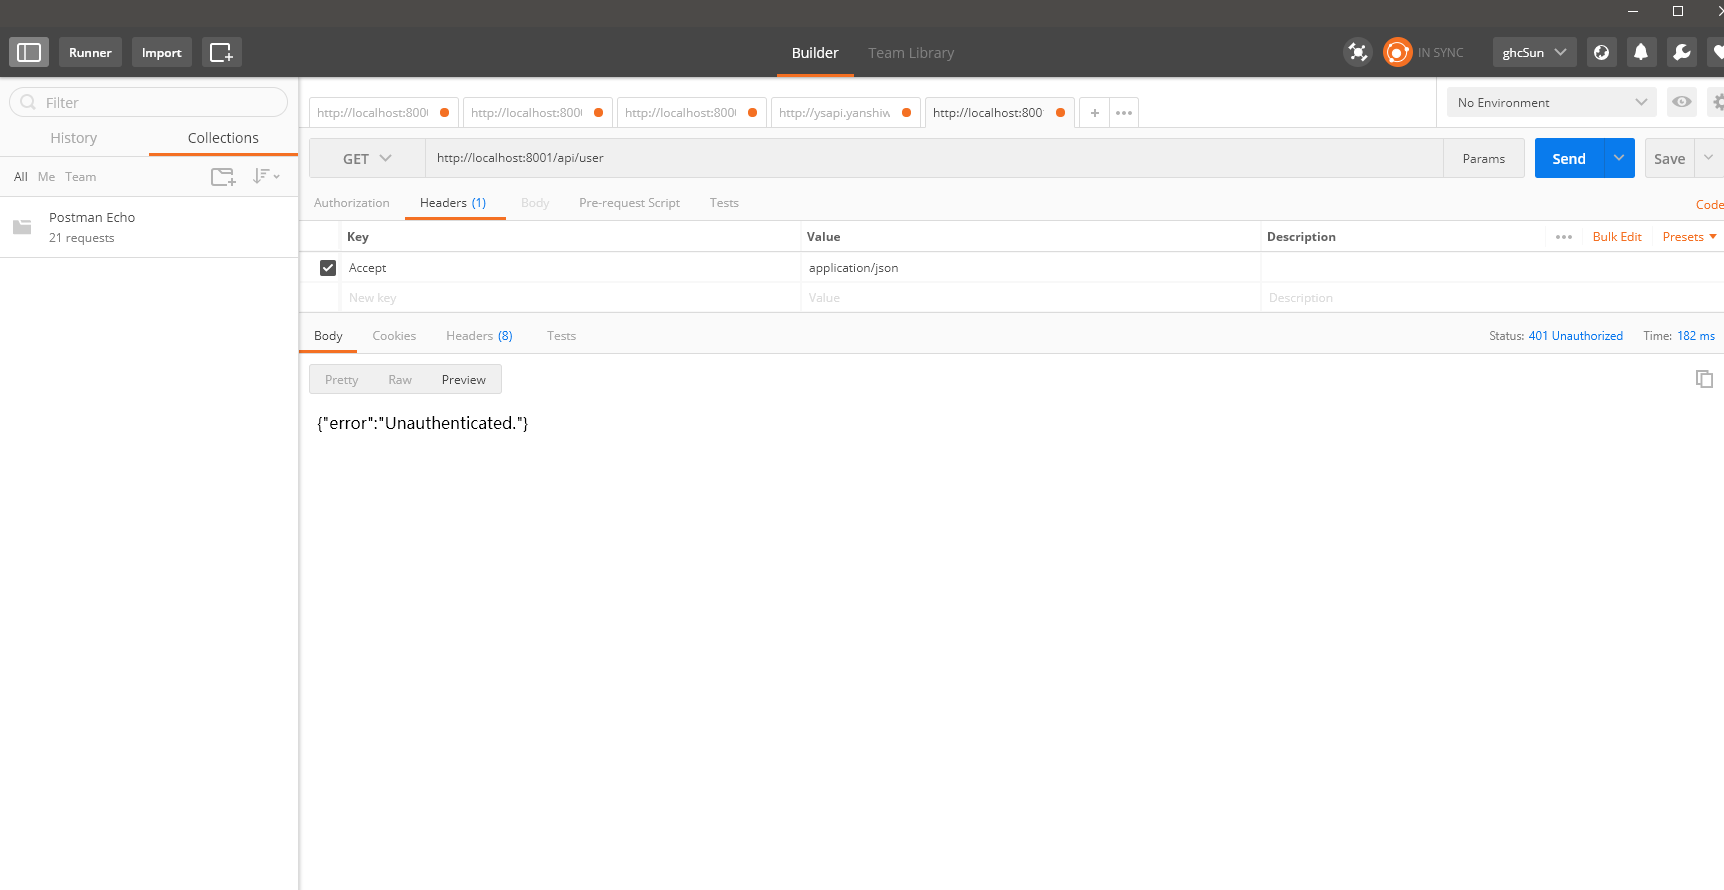 Runner Import Builder Team Library IN SYNC ghcSun
Filter
History Collections
All Me Team
Postman Echo
21 requests
http://localhost:800 http://localhost:800 http://localhost:800 http://ysapi.yanshiw http://localhost:800 + •••
No Environment
GET http://localhost:8001/api/user Params Send Save
Authorization Headers (1) Body Pre-request Script Tests Code
Key Value Description ••• Bulk Edit Presets
Accept application/json
New key Value Description
Body Cookies Headers (8) Tests Status: 401 Unauthorized Time: 182 ms
Pretty Raw Preview
{"error":"Unauthenticated."}